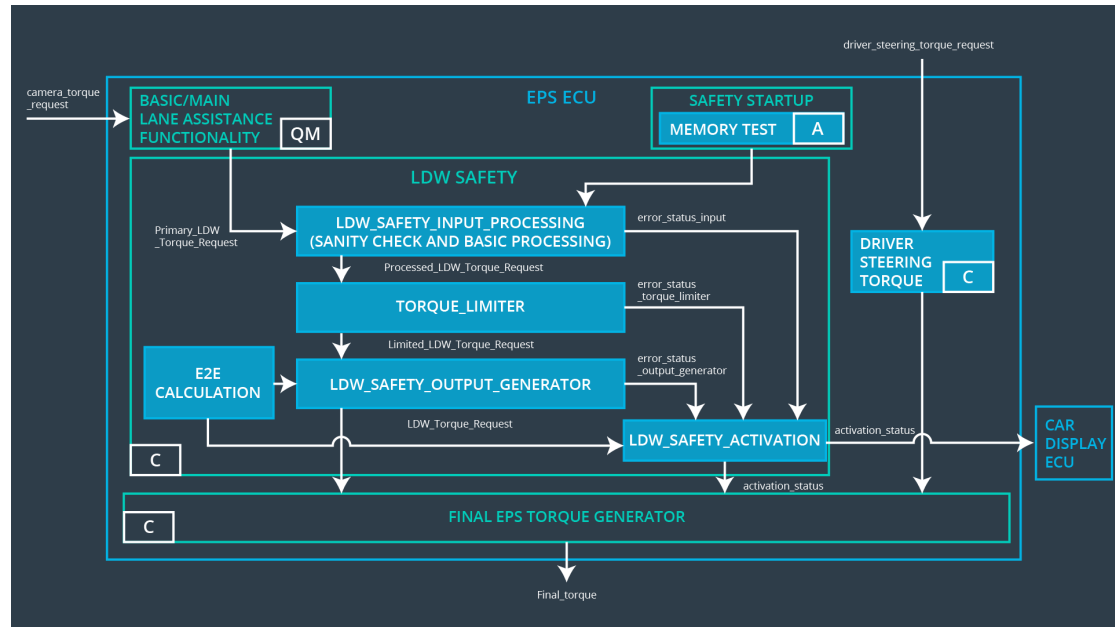 driver_steering_torque_request
camera_torque
_request
EPS ECU
BASIC/MAIN
LANE ASSISTANCE
FUNCTIONALITY
QM
SAFETY STARTUP
MEMORY TEST
A
LDW SAFETY
LDW_SAFETY_INPUT_PROCESSING
(SANITY CHECK AND BASIC PROCESSING)
error_status_input
Primary_LDW
_Torque_Request
DRIVER
STEERING
TORQUE
C
Processed_LDW_Torque_Request
TORQUE_LIMITER
error_status
_torque_limiter
Limited_LDW_Torque_Request
E2E
CALCULATION
LDW_SAFETY_OUTPUT_GENERATOR
error_status
_output_generator
LDW_Torque_Request
LDW_SAFETY_ACTIVATION
activation_status
CAR
DISPLAY
ECU
C
activation_status
C
FINAL EPS TORQUE GENERATOR
Final_torque